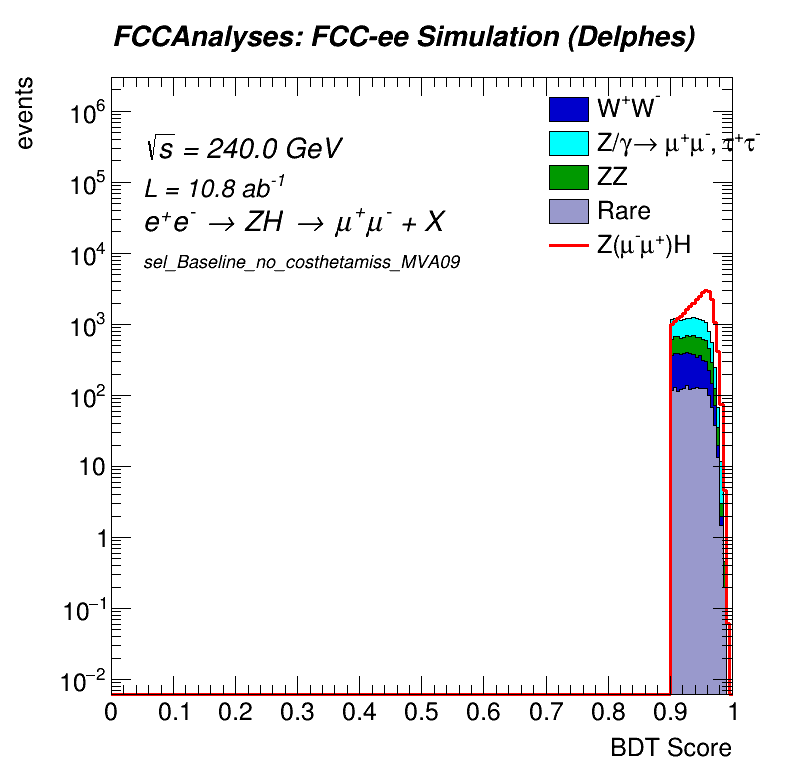 FCCAnalyses: FCC-ee Simulation (Delphes)
events
10⁶
10⁵
10⁴
10³
10²
10
1
10⁻¹
10⁻²
√s = 240.0 GeV
L = 10.8 ab⁻¹
e⁺e⁻ → ZH → μ⁺μ⁻ + X
sel_Baseline_no_costhetamiss_MVA09
W⁺W⁻
Z/γ→ μ⁺μ⁻, τ⁺τ⁻
ZZ
Rare
Z(μ⁻μ⁺)H
0 0.1 0.2 0.3 0.4 0.5 0.6 0.7 0.8 0.9 1
BDT Score